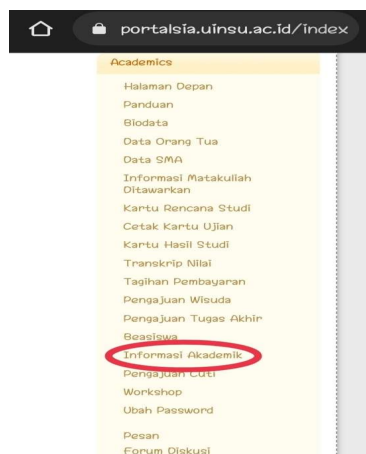 portalsia.uinsu.ac.id/index
Academics
Halaman Depan
Panduan
Biodata
Data Orang Tua
Data SMA
Informasi Matakuliah
Ditawarkan
Kartu Rencana Studi
Cetak Kartu Ujian
Kartu Hasil Studi
Transkrip Nilai
Tagihan Pembayaran
Pengajuan Wisuda
Pengajuan Tugas Akhir
Beasiswa
Informasi Akademik
Pengajuan Cuti
Workshop
Ubah Password
Pesan
Forum Diskusi